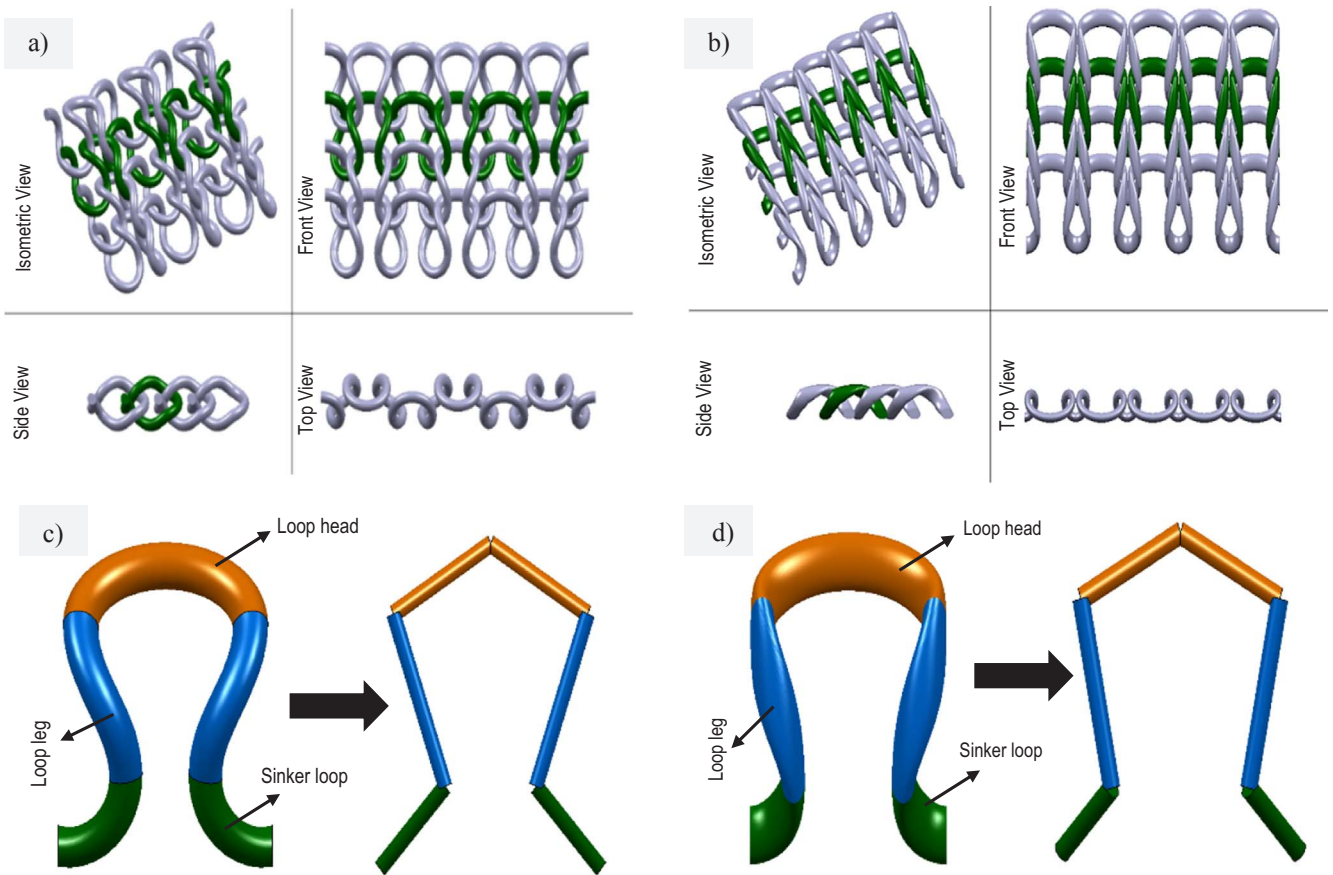 a)
Isometric View
Front View
Side View
Top View
b)
Isometric View
Front View
Side View
Top View
c)
Loop head
Loop leg
Sinker loop
d)
Loop head
Loop leg
Sinker loop